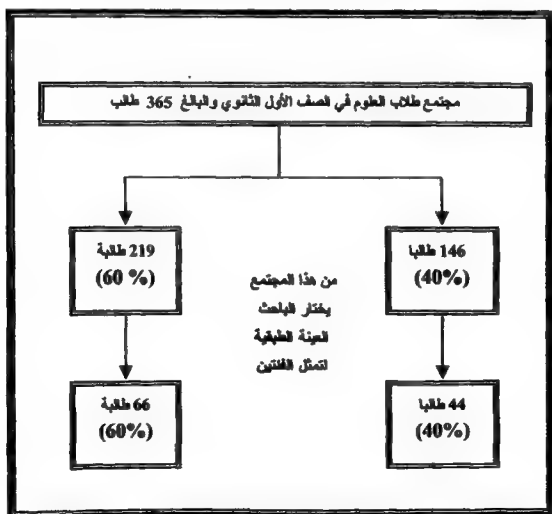 مجتمع طلاب العلوم في الصف الأول الثانوي والبالغ 365 طالب
146 طالبا
(40%)
219 طالبة
(60 %)
من هذا المجتمع
يختار الباحث
العينة الطبقية
لتمثل الفئتين
44 طالبا
(40%)
66 طالبة
(60%)